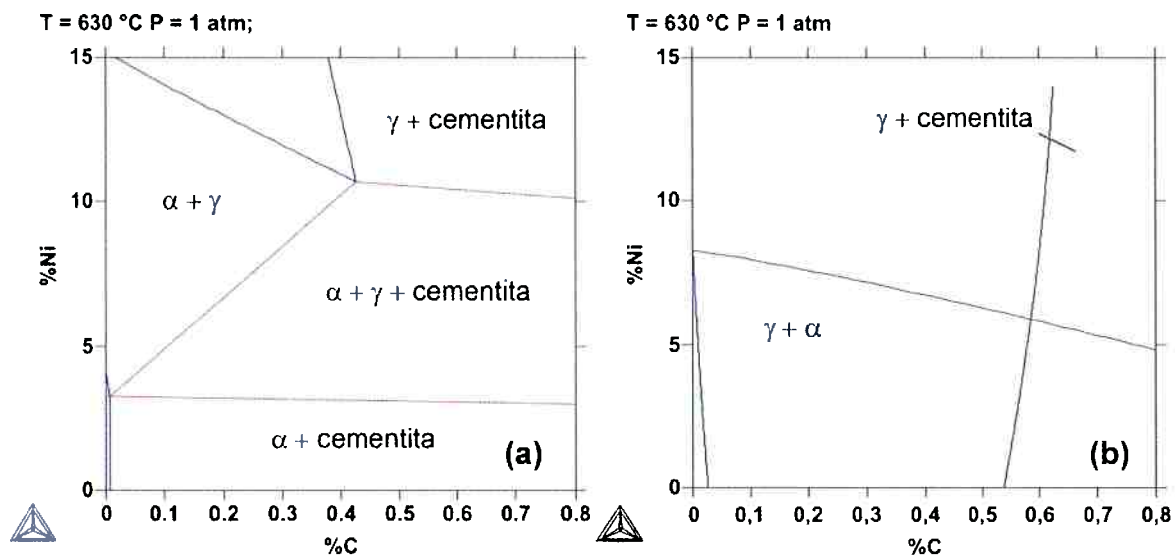 T = 630 °C P = 1 atm;
15
10
5
0
%Ni
γ + cementita
α + γ
α + γ + cementita
α + cementita
(a)
0 0.1 0.2 0.3 0.4 0.5 0.6 0.7 0.8
%C
T = 630 °C P = 1 atm
15
10
5
0
%Ni
γ + cementita
γ + α
(b)
0 0,1 0,2 0,3 0,4 0,5 0,6 0,7 0,8
%C